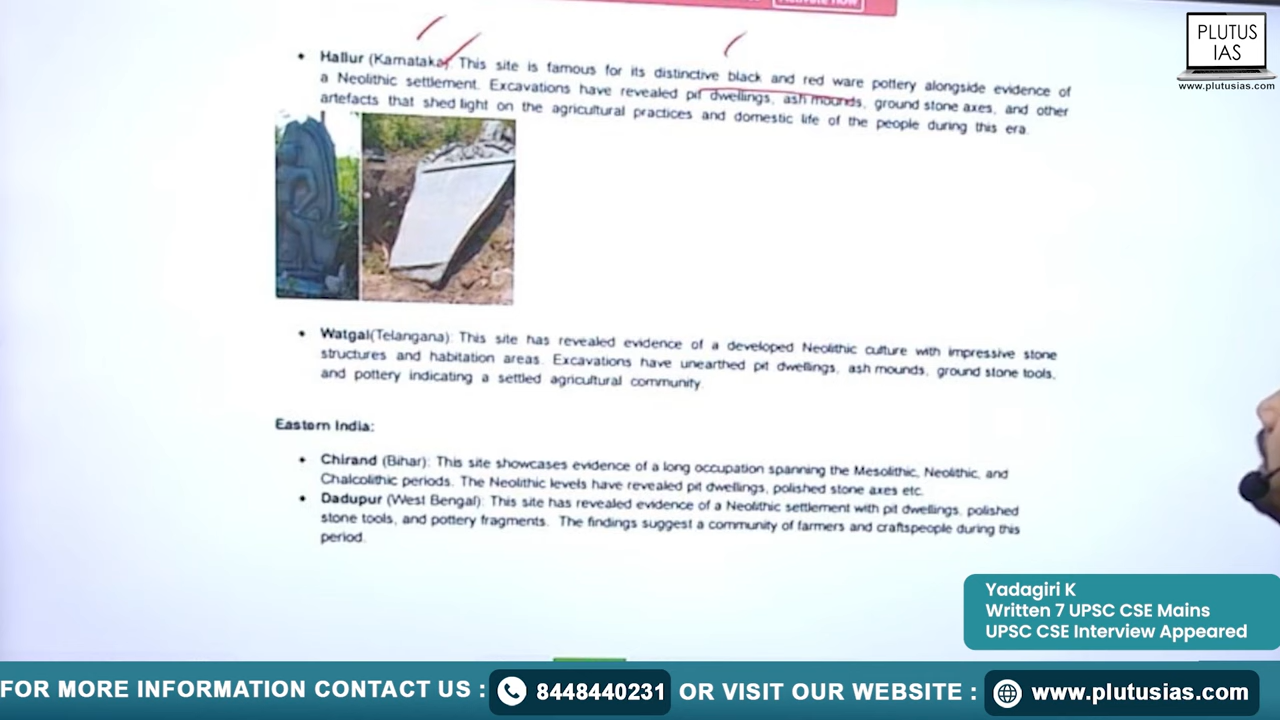 PLUTUS
IAS
www.plutusias.com
• Hallur (Karnataka) This site is famous for its distinctive black and red ware pottery alongside evidence of
a Neolithic settlement. Excavations have revealed pit dwellings, ash mounds, ground stone axes, and other
artefacts that shed light on the agricultural practices and domestic life of the people during this era.
• Watgal(Telangana): This site has revealed evidence of a developed Neolithic culture with impressive stone
structures and habitation areas. Excavations have unearthed pit dwellings, ash mounds, ground stone tools,
and pottery indicating a settled agricultural community.
Eastern India:
• Chirand (Bihar): This site showcases evidence of a long occupation spanning the Mesolithic, Neolithic, and
Chalcolithic periods. The Neolithic levels have revealed pit dwellings, polished stone axes etc.
• Dadupur (West Bengal): This site has revealed evidence of a Neolithic settlement with pit dwellings, polished
stone tools, and pottery fragments. The findings suggest a community of farmers and craftspeople during this
period.
Yadagiri K
Written 7 UPSC CSE Mains
UPSC CSE Interview Appeared
FOR MORE INFORMATION CONTACT US : 8448440231 OR VISIT OUR WEBSITE : www.plutusias.com